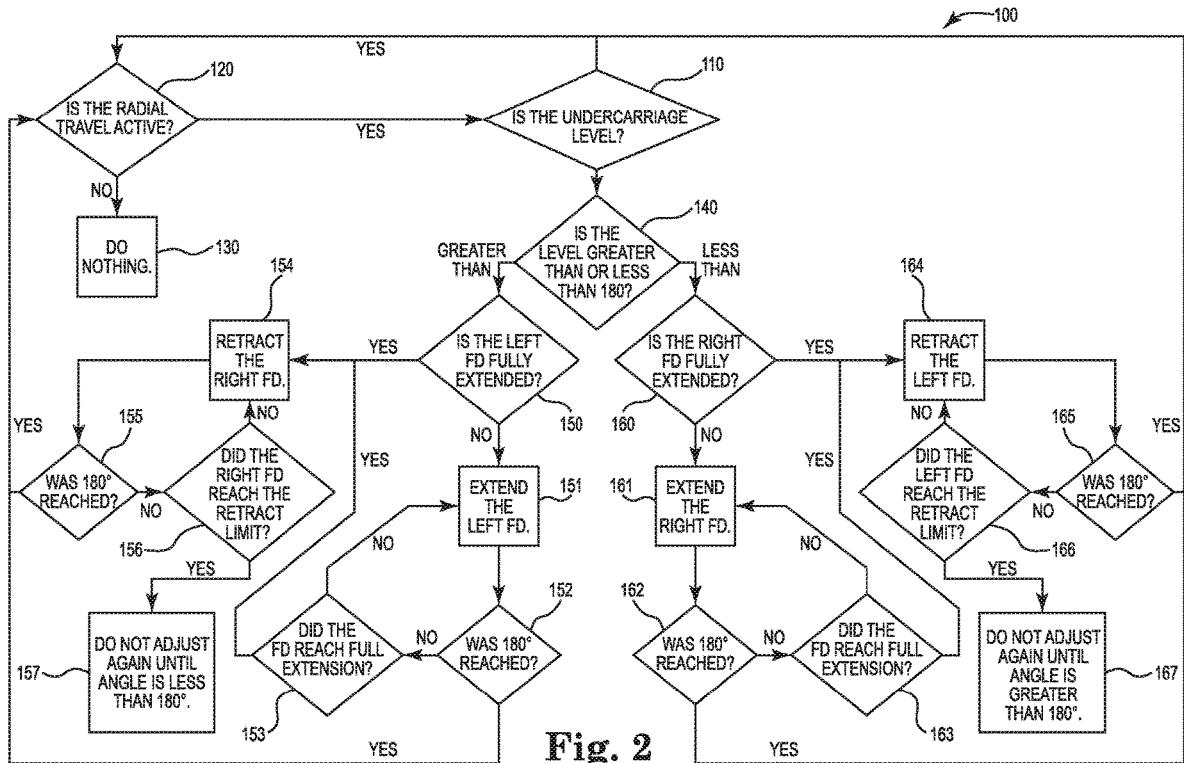 100
YES
120
110
IS THE RADIAL
TRAVEL ACTIVE?
YES
IS THE UNDERCARRIAGE
LEVEL?
NO
140
DO
NOTHING.
130
IS THE
LEVEL GREATER
THAN OR LESS
THAN 180?
GREATER
THAN
LESS
THAN
154
164
RETRACT
THE
RIGHT FD.
YES
IS THE LEFT
FD FULLY
EXTENDED?
IS THE RIGHT
FD FULLY
EXTENDED?
YES
RETRACT
THE
LEFT FD.
YES
155
NO
NO
150
160
NO
NO
165
YES
WAS 180°
REACHED?
NO
DID THE
RIGHT FD
REACH THE
RETRACT
LIMIT?
156
YES
YES
EXTEND
THE
LEFT FD.
151
161
EXTEND
THE
RIGHT FD.
YES
DID THE
LEFT FD
REACH THE
RETRACT
LIMIT?
NO
WAS 180°
REACHED?
166
YES
NO
NO
DO NOT ADJUST
AGAIN UNTIL
ANGLE IS LESS
THAN 180°.
157
DID THE
FD REACH FULL
EXTENSION?
153
NO
WAS 180°
REACHED?
152
162
WAS 180°
REACHED?
NO
DID THE
FD REACH FULL
EXTENSION?
163
DO NOT ADJUST
AGAIN UNTIL
ANGLE IS
GREATER
THAN 180°.
167
YES
Fig. 2
YES